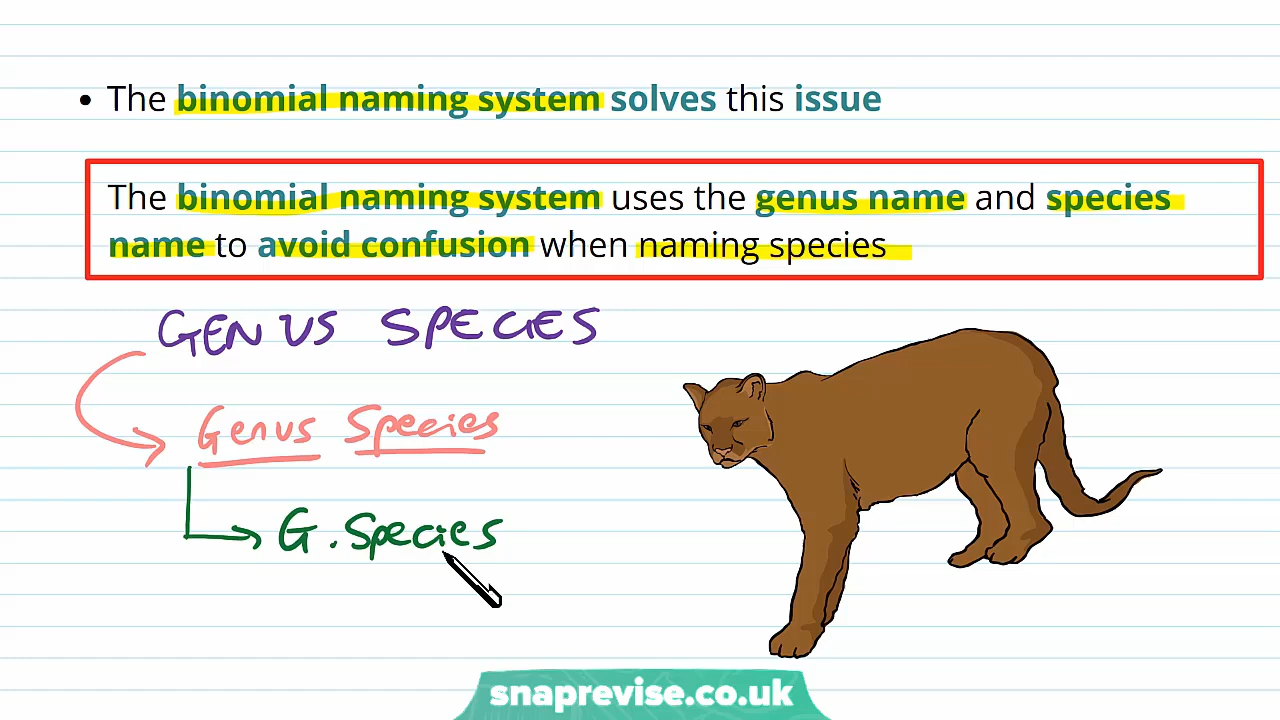 • The binomial naming system solves this issue
The binomial naming system uses the genus name and species
name to avoid confusion when naming species
GENUS SPECIES
Genus Species
G. Species
snaprevise.co.uk